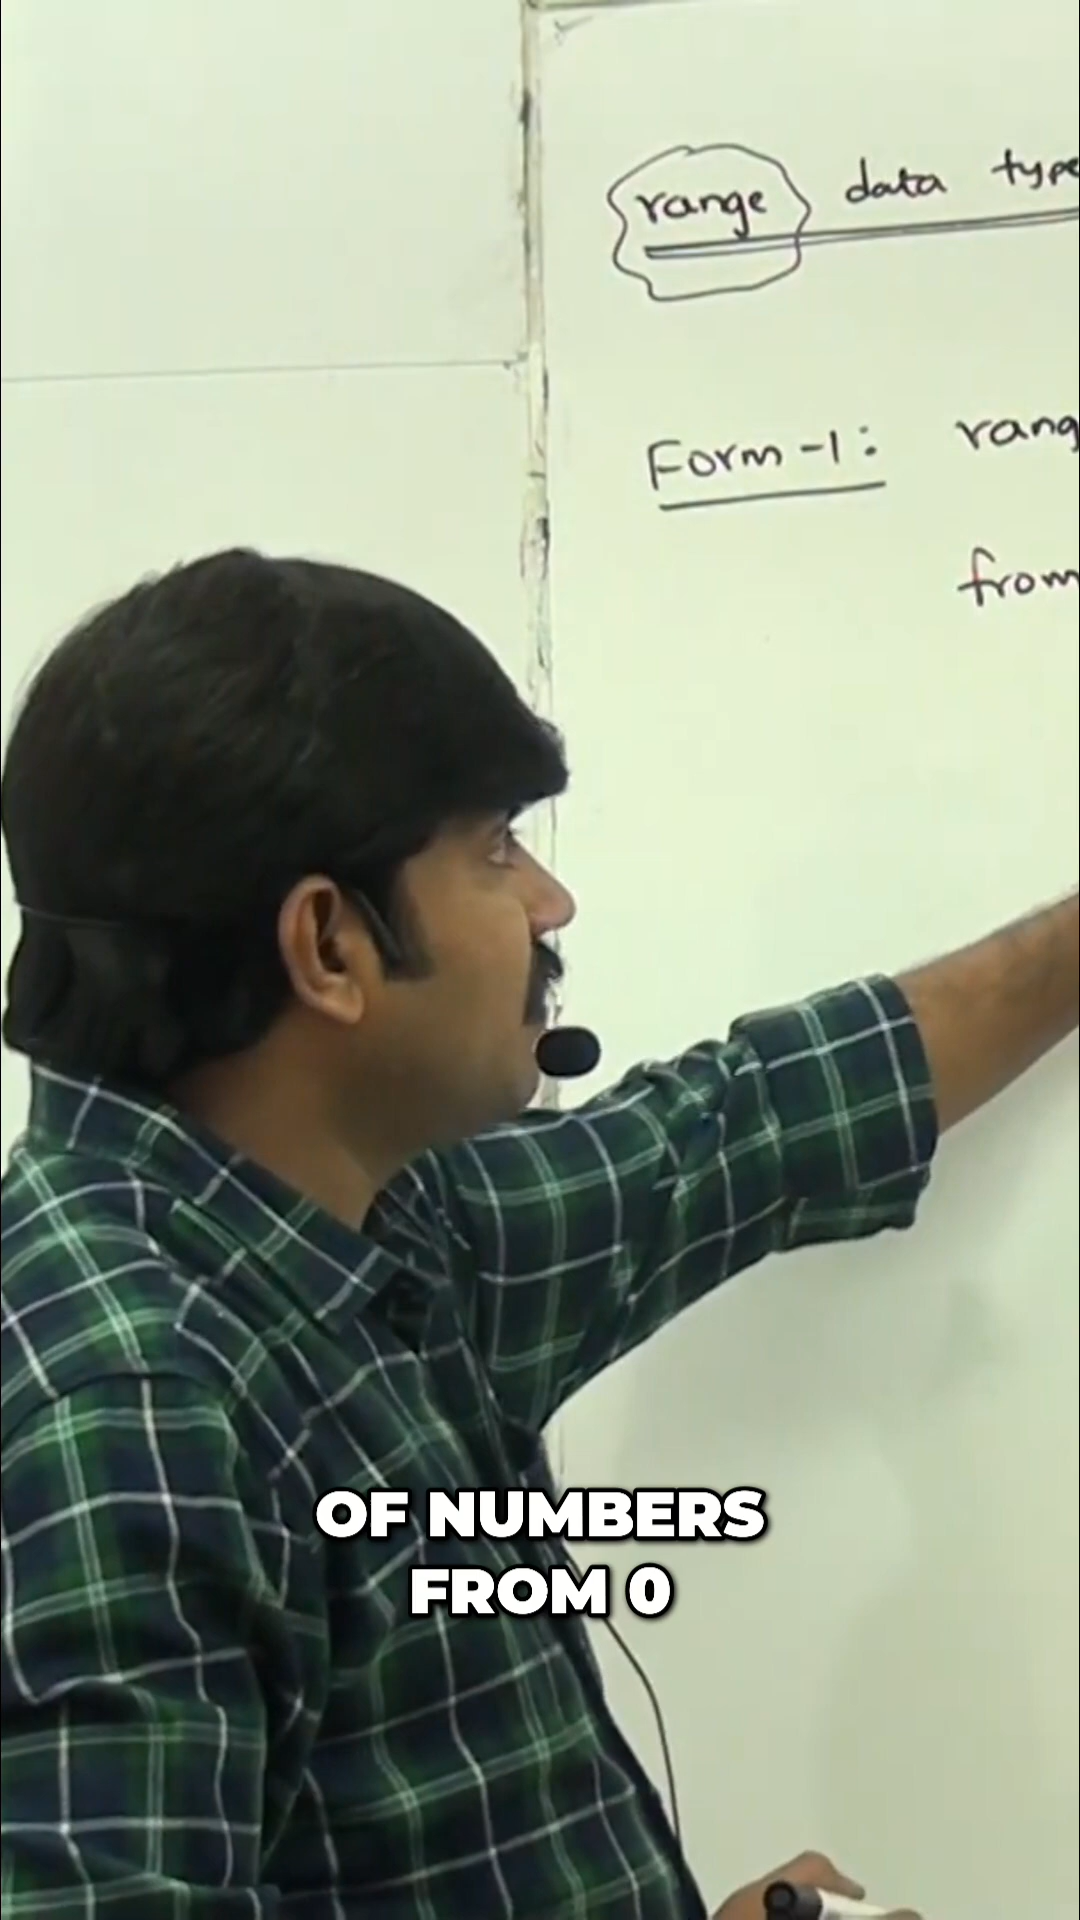 range data type
Form-1: rang
from
OF NUMBERS
FROM 0